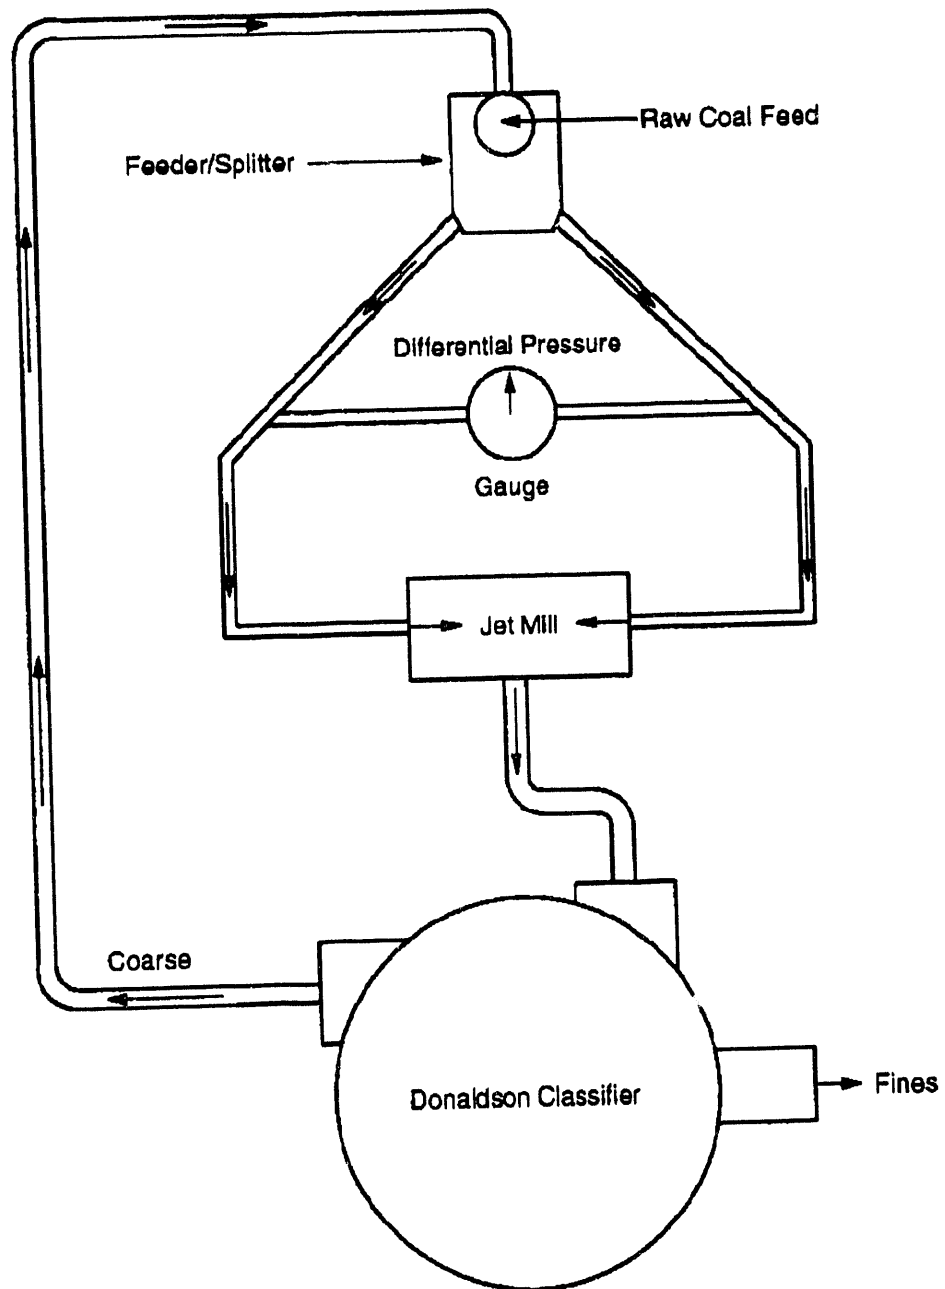 Raw Coal Feed
Feeder/Splitter
Differential Pressure
Gauge
Jet Mill
Coarse
Donaldson Classifier
Fines